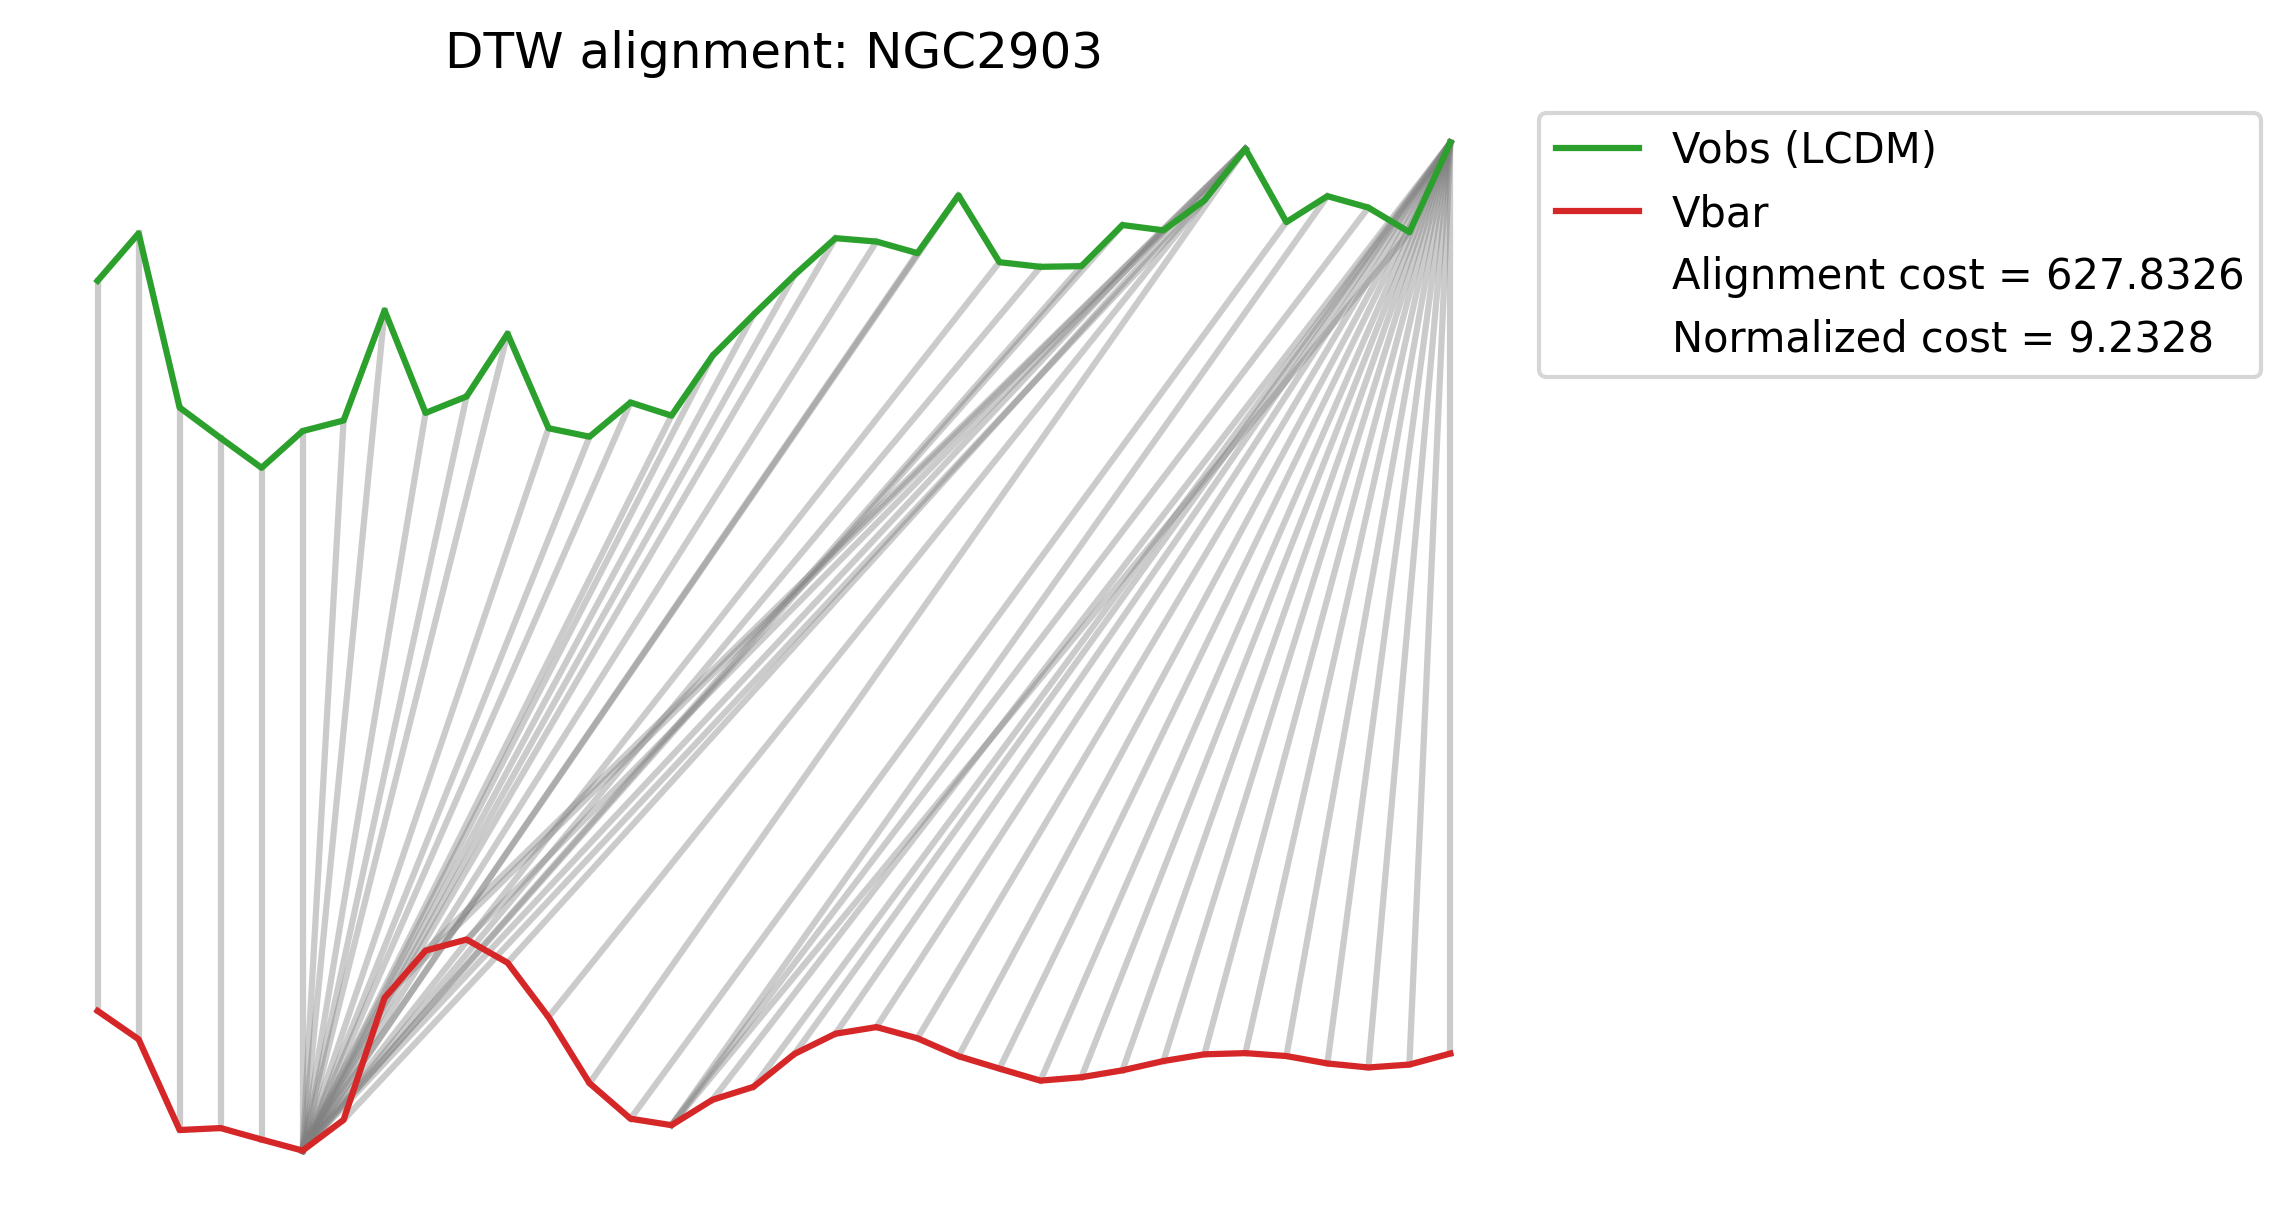 DTW alignment: NGC2903
Vobs (LCDM)
Vbar
Alignment cost = 627.8326
Normalized cost = 9.2328